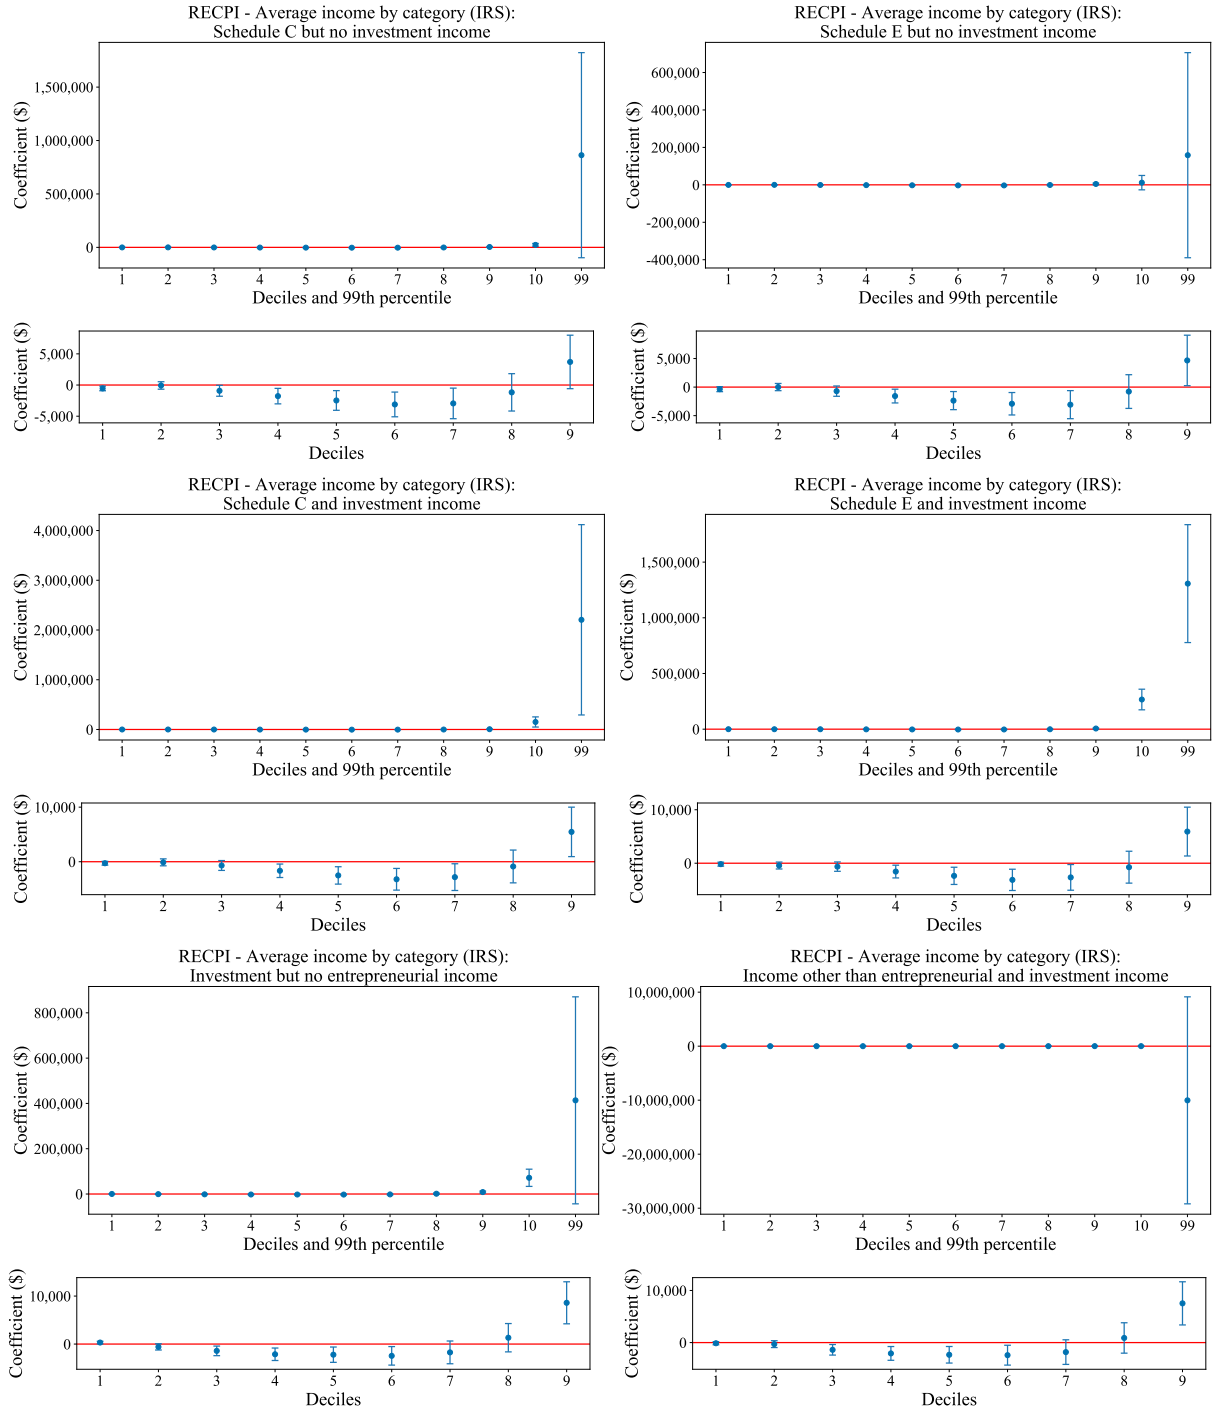 RECPI - Average income by category (IRS):
Schedule C but no investment income
Coefficient ($)
1,500,000
1,000,000
500,000
0
1 2 3 4 5 6 7 8 9 10 99
Deciles and 99th percentile
Coefficient ($)
5,000
0
-5,000
1 2 3 4 5 6 7 8 9
Deciles
RECPI - Average income by category (IRS):
Schedule E but no investment income
Coefficient ($)
600,000
400,000
200,000
0
-200,000
-400,000
1 2 3 4 5 6 7 8 9 10 99
Deciles and 99th percentile
Coefficient ($)
5,000
0
-5,000
1 2 3 4 5 6 7 8 9
Deciles
RECPI - Average income by category (IRS):
Schedule C and investment income
Coefficient ($)
4,000,000
3,000,000
2,000,000
1,000,000
0
1 2 3 4 5 6 7 8 9 10 99
Deciles and 99th percentile
Coefficient ($)
10,000
0
1 2 3 4 5 6 7 8 9
Deciles
RECPI - Average income by category (IRS):
Schedule E and investment income
Coefficient ($)
1,500,000
1,000,000
500,000
0
1 2 3 4 5 6 7 8 9 10 99
Deciles and 99th percentile
Coefficient ($)
10,000
0
1 2 3 4 5 6 7 8 9
Deciles
RECPI - Average income by category (IRS):
Investment but no entrepreneurial income
Coefficient ($)
800,000
600,000
400,000
200,000
0
1 2 3 4 5 6 7 8 9 10 99
Deciles and 99th percentile
Coefficient ($)
10,000
0
1 2 3 4 5 6 7 8 9
Deciles
RECPI - Average income by category (IRS):
Income other than entrepreneurial and investment income
Coefficient ($)
10,000,000
0
-10,000,000
-20,000,000
-30,000,000
1 2 3 4 5 6 7 8 9 10 99
Deciles and 99th percentile
Coefficient ($)
10,000
0
1 2 3 4 5 6 7 8 9
Deciles